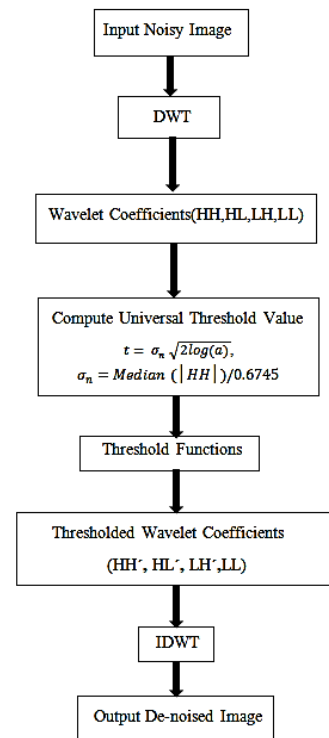 Input Noisy Image
DWT
Wavelet Coefficients(HH,HL,LH,LL)
Compute Universal Threshold Value
t = σₙ √2log(a),
σₙ = Median (|HH|)/0.6745
Threshold Functions
Thresholded Wavelet Coefficients
(HH´, HL´, LH´,LL)
IDWT
Output De-noised Image